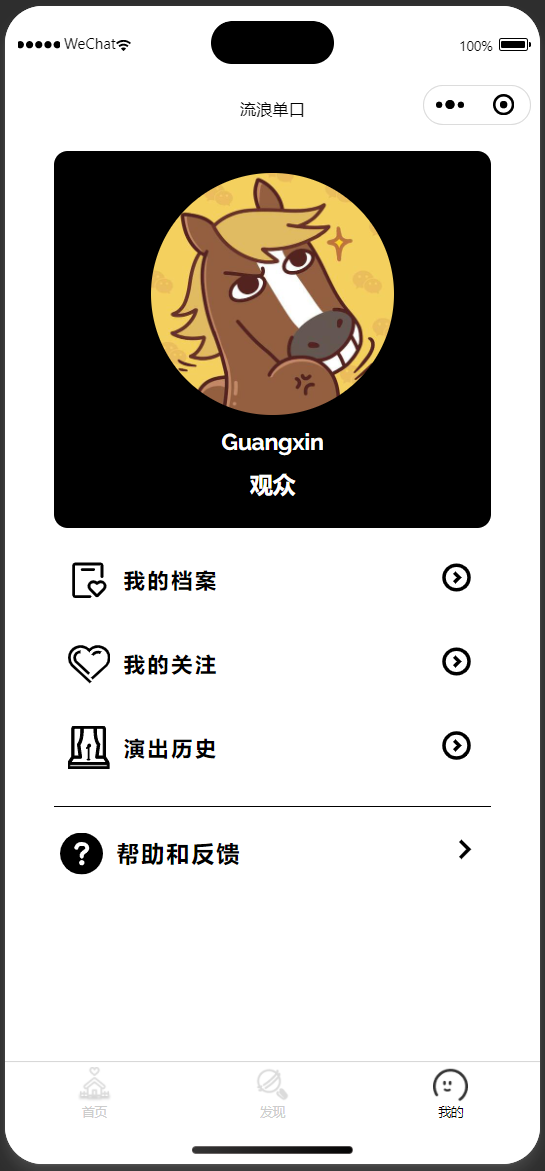 WeChat
100%
流浪单口
Guangxin
观众
我的档案
我的关注
演出历史
帮助和反馈
首页
发现
我的